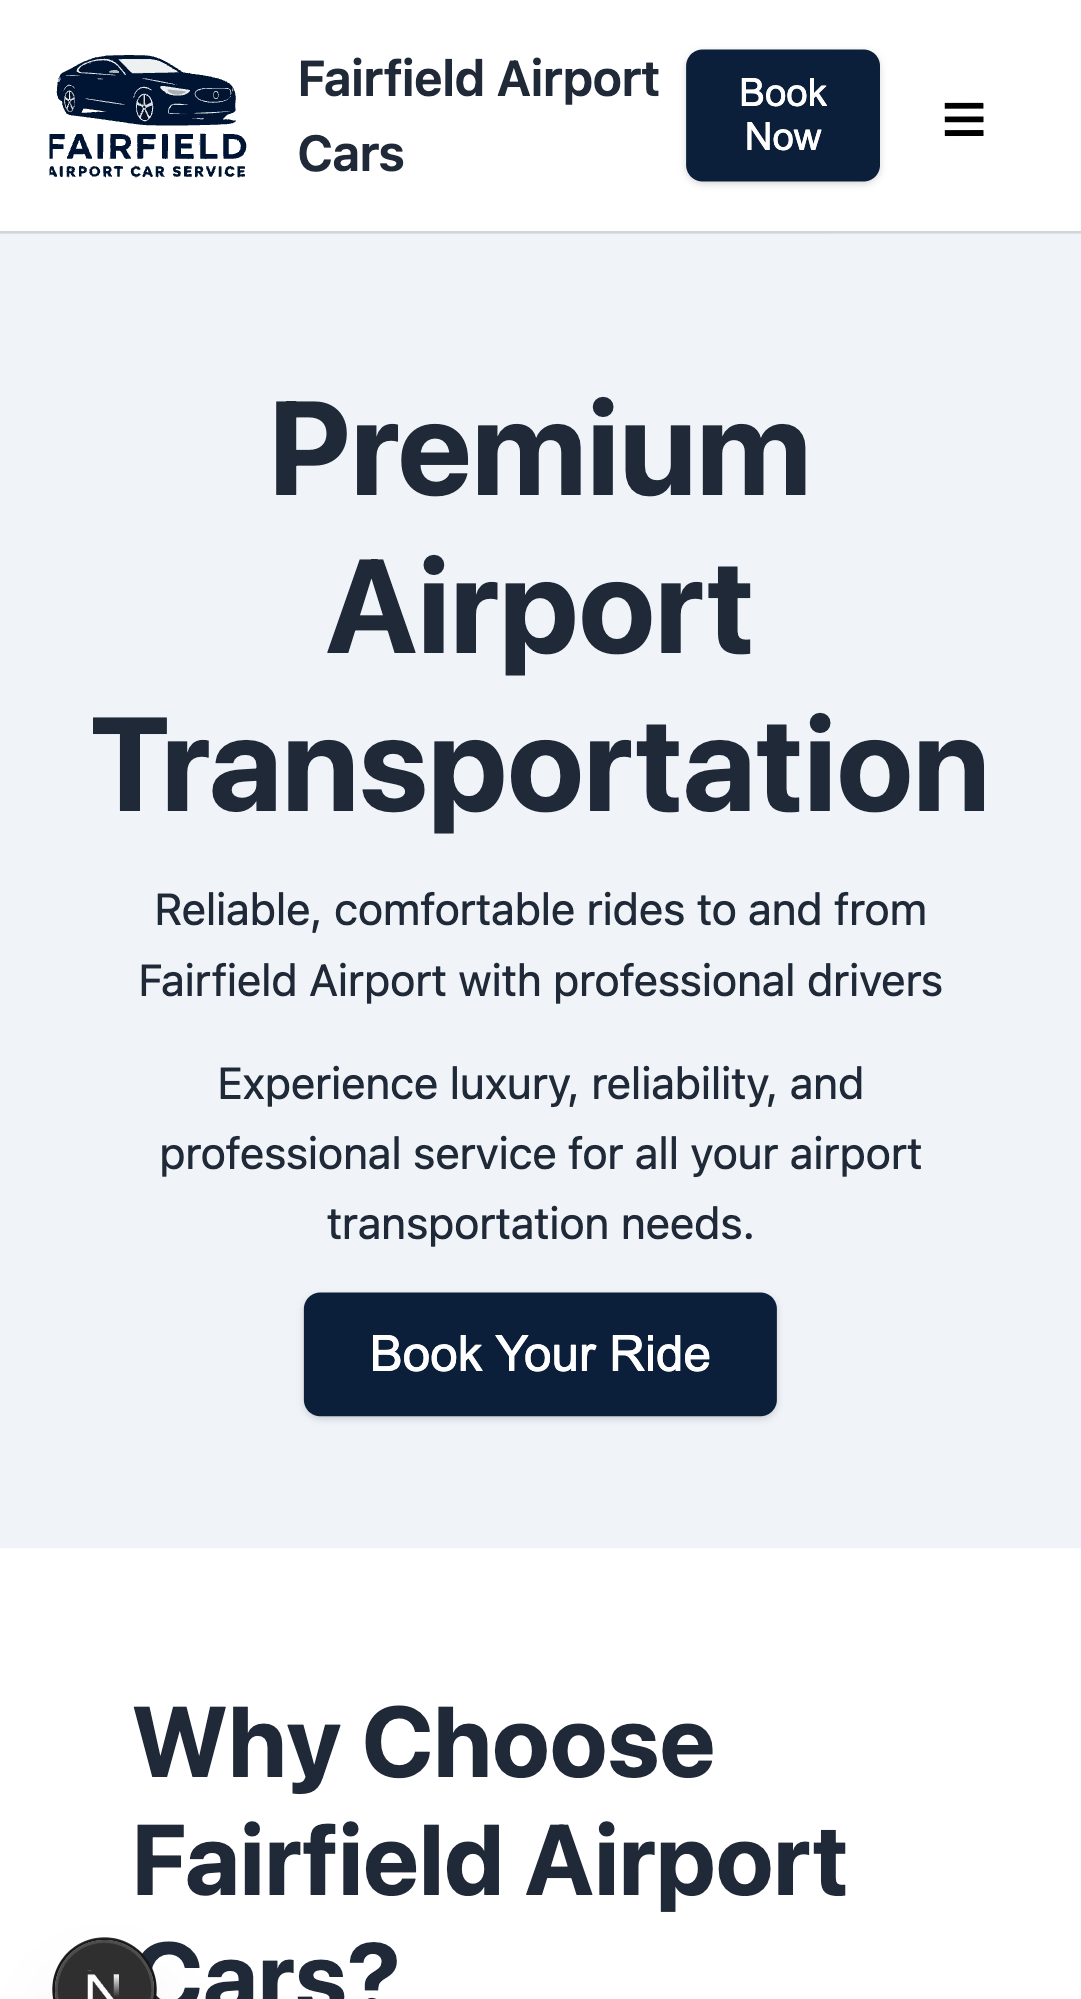 FAIRFIELD
AIRPORT CAR SERVICE
Fairfield Airport
Cars
Book
Now
Premium
Airport
Transportation
Reliable, comfortable rides to and from
Fairfield Airport with professional drivers
Experience luxury, reliability, and
professional service for all your airport
transportation needs.
Book Your Ride
Why Choose
Fairfield Airport
Cars?
N